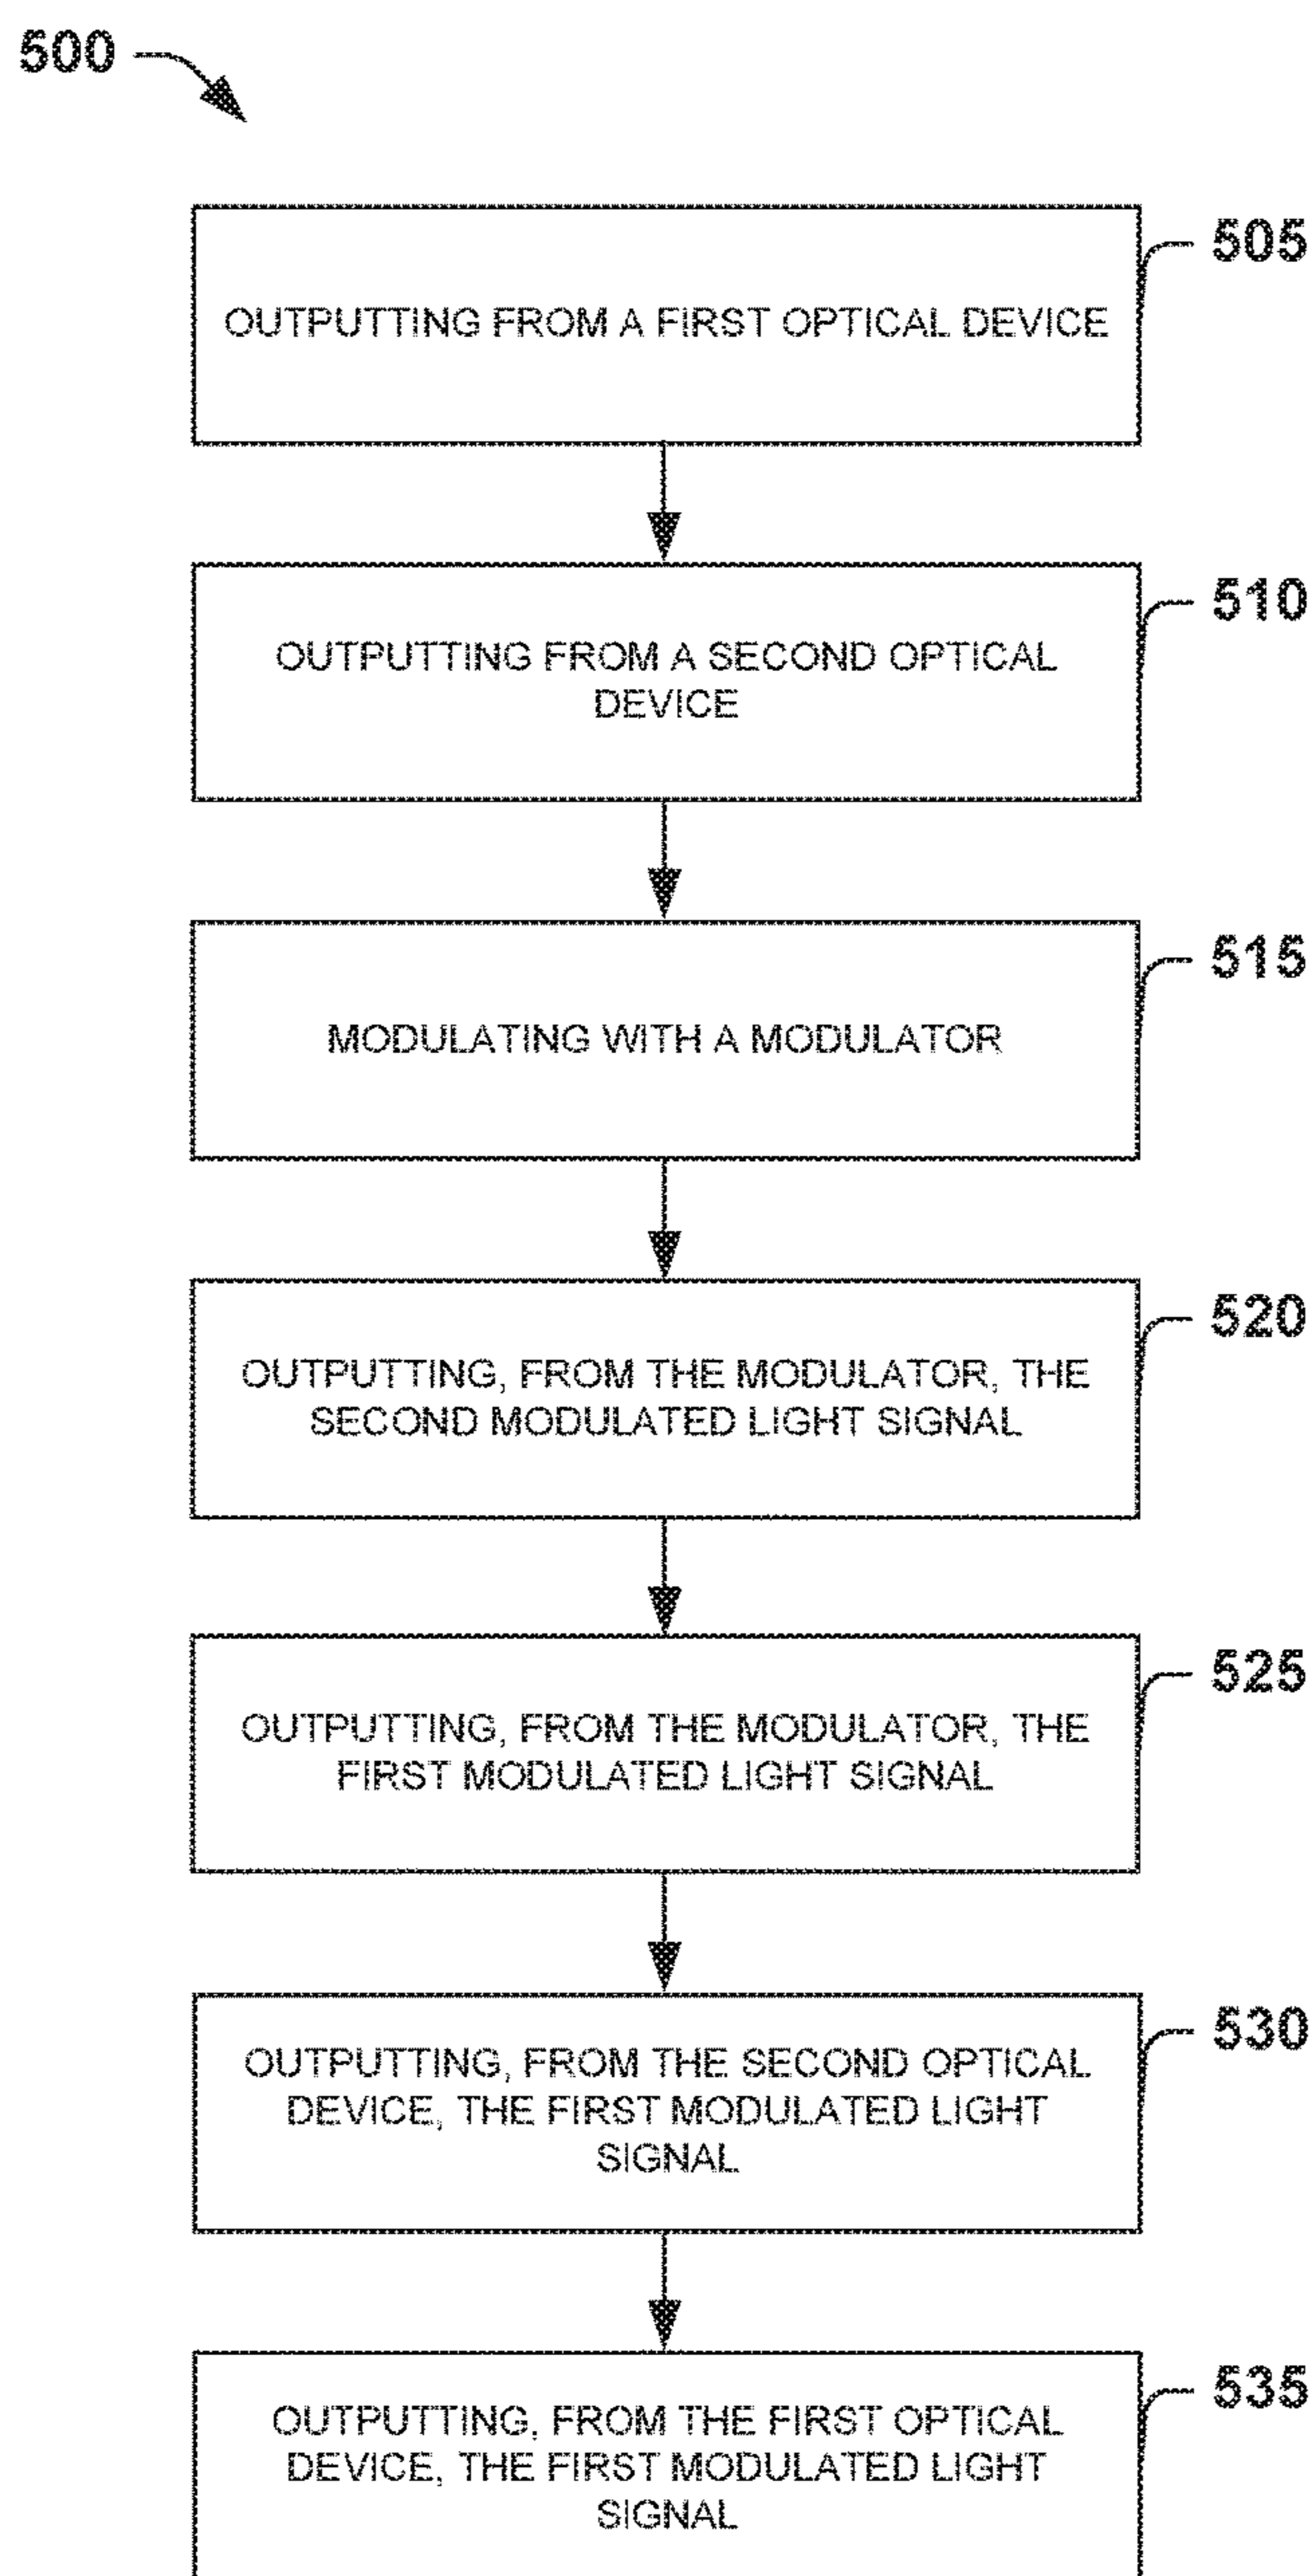 500
505
OUTPUTTING FROM A FIRST OPTICAL DEVICE
510
OUTPUTTING FROM A SECOND OPTICAL
DEVICE
515
MODULATING WITH A MODULATOR
520
OUTPUTTING, FROM THE MODULATOR, THE
SECOND MODULATED LIGHT SIGNAL
525
OUTPUTTING, FROM THE MODULATOR, THE
FIRST MODULATED LIGHT SIGNAL
530
OUTPUTTING, FROM THE SECOND OPTICAL
DEVICE, THE FIRST MODULATED LIGHT
SIGNAL
535
OUTPUTTING, FROM THE FIRST OPTICAL
DEVICE, THE FIRST MODULATED LIGHT
SIGNAL